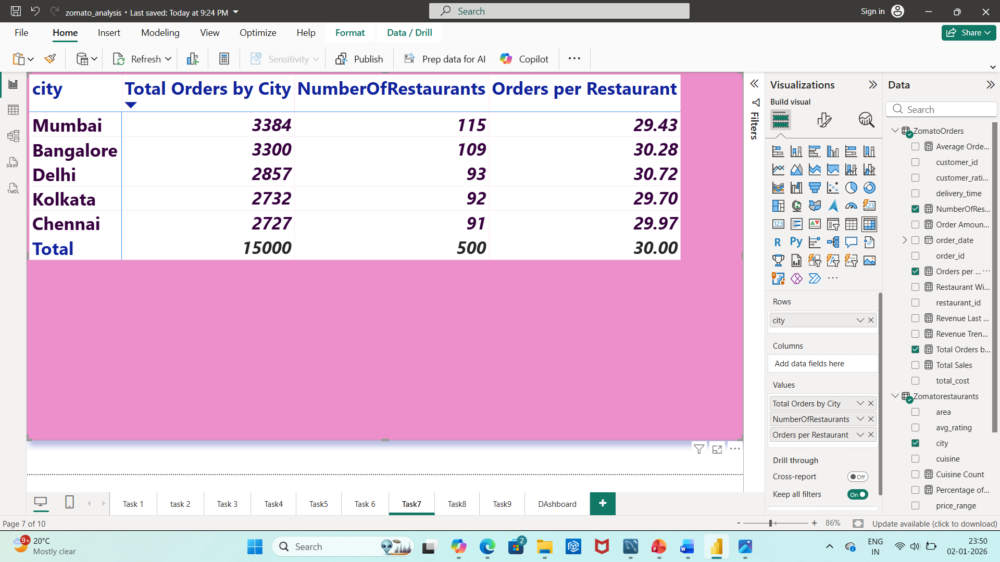 zomato_analysis • Last saved: Today at 9:24 PM
Search
Sign in
File Home Insert Modeling View Optimize Help Format Data / Drill
Share
Refresh
Sensitivity
Publish
Prep data for AI
Copilot
city Total Orders by City NumberOfRestaurants Orders per Restaurant
Mumbai 3384 115 29.43
Bangalore 3300 109 30.28
Delhi 2857 93 30.72
Kolkata 2732 92 29.70
Chennai 2727 91 29.97
Total 15000 500 30.00
DAX
TMDL
Filters
Visualizations
Build visual
123
123
R Py
Rows
city
Columns
Add data fields here
Values
Total Orders by City
NumberOfRestaurants
Orders per Restaurant
Drill through
Cross-report Off
Keep all filters On
Data
Search
ZomatoOrders
Average Orde...
customer_id
customer_rati...
delivery_time
NumberOfRes...
Order Amoun...
order_date
order_id
Orders per ...
Restaurant Wi...
restaurant_id
Revenue Last ...
Revenue Tren...
Total Orders b...
Total Sales
total_cost
Zomatorestaurants
area
avg_rating
city
cuisine
Cuisine Count
Percentage of...
price_range
Task 1 task 2 Task 3 Task4 Task5 Task 6 Task7 Task8 Task9 DAshboard +
Page 7 of 10
- + 86%
Update available (click to download)
9+
20°C
Mostly clear
Search
2
ENG
IN
23:50
02-01-2026